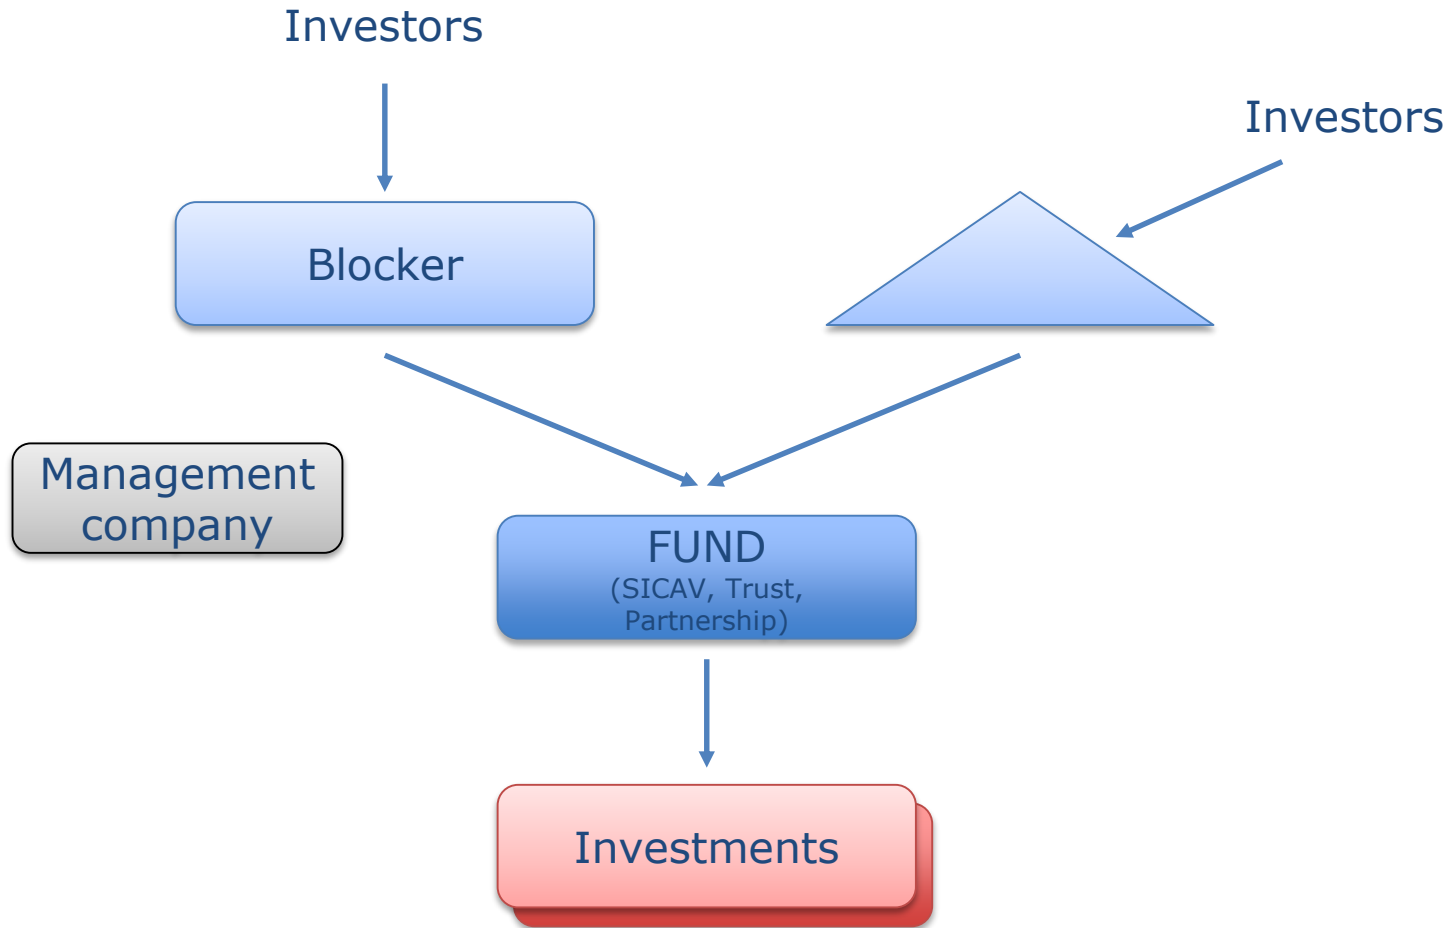 Investors
Investors
Blocker
Management
company
FUND
(SICAV, Trust,
Partnership)
Investments